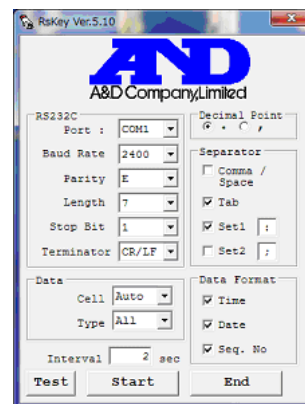 RsKey Ver.5.10
AND
A&D Company,Limited
RS232C
Port : COM1
Baud Rate 2400
Parity E
Length 7
Stop Bit 1
Terminator CR/LF
Decimal Point
. ,
Separator
Comma /
Space
Tab
Set1 :
Set2 ;
Data
Cell Auto
Type All
Interval 2 sec
Data Format
Time
Date
Seq. No
Test Start End